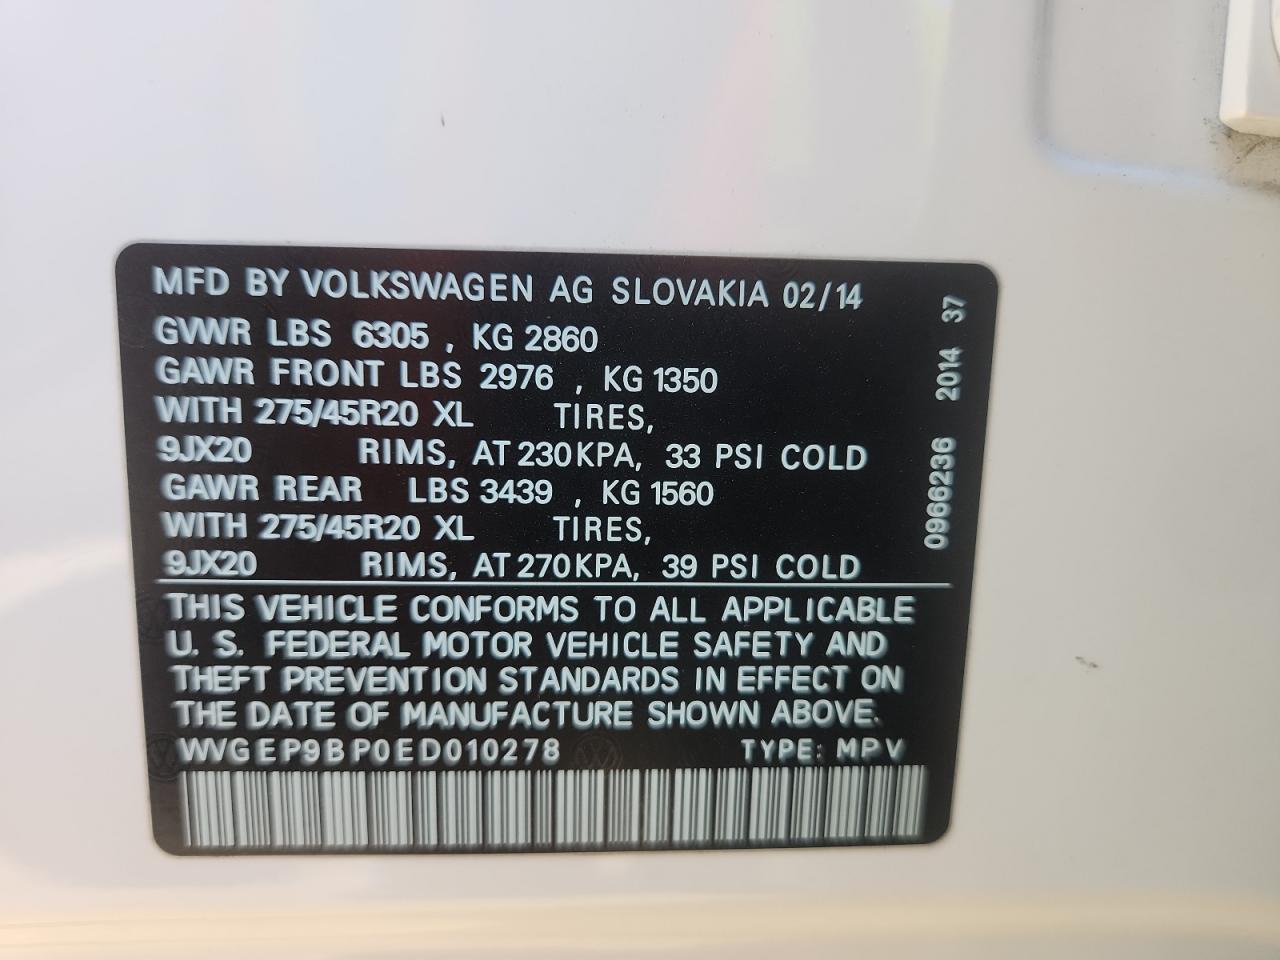 MFD BY VOLKSWAGEN AG SLOVAKIA 02/14
GVWR LBS 6305 , KG 2860
GAWR FRONT LBS 2976 , KG 1350
WITH 275/45R20 XL TIRES,
9JX20 RIMS, AT 230KPA, 33 PSI COLD
GAWR REAR LBS 3439 , KG 1560
WITH 275/45R20 XL TIRES,
9JX20 RIMS, AT 270KPA, 39 PSI COLD
THIS VEHICLE CONFORMS TO ALL APPLICABLE
U. S. FEDERAL MOTOR VEHICLE SAFETY AND
THEFT PREVENTION STANDARDS IN EFFECT ON
THE DATE OF MANUFACTURE SHOWN ABOVE.
WVGEP9BP0ED010278 TYPE: MPV
0966236 2014 37